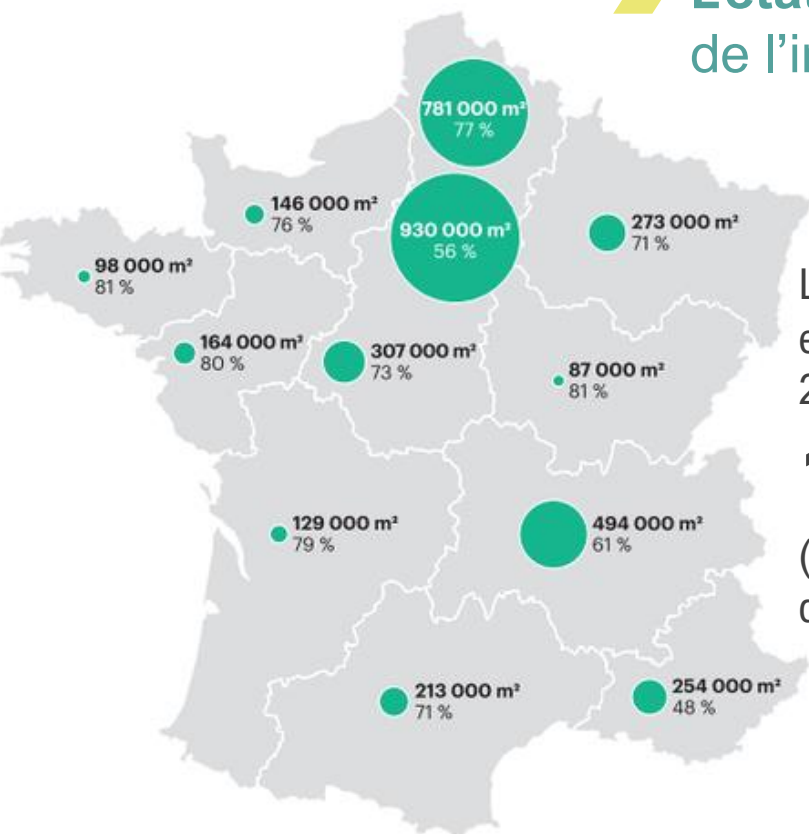 de l'i
781 000 m²
77 %
930 000 m²
56 %
146 000 m²
76 %
273 000 m²
71 %
98 000 m²
81 %
164 000 m²
80 %
307 000 m²
73 %
87 000 m²
81 %
129 000 m²
79 %
494 000 m²
61 %
213 000 m²
71 %
254 000 m²
48 %